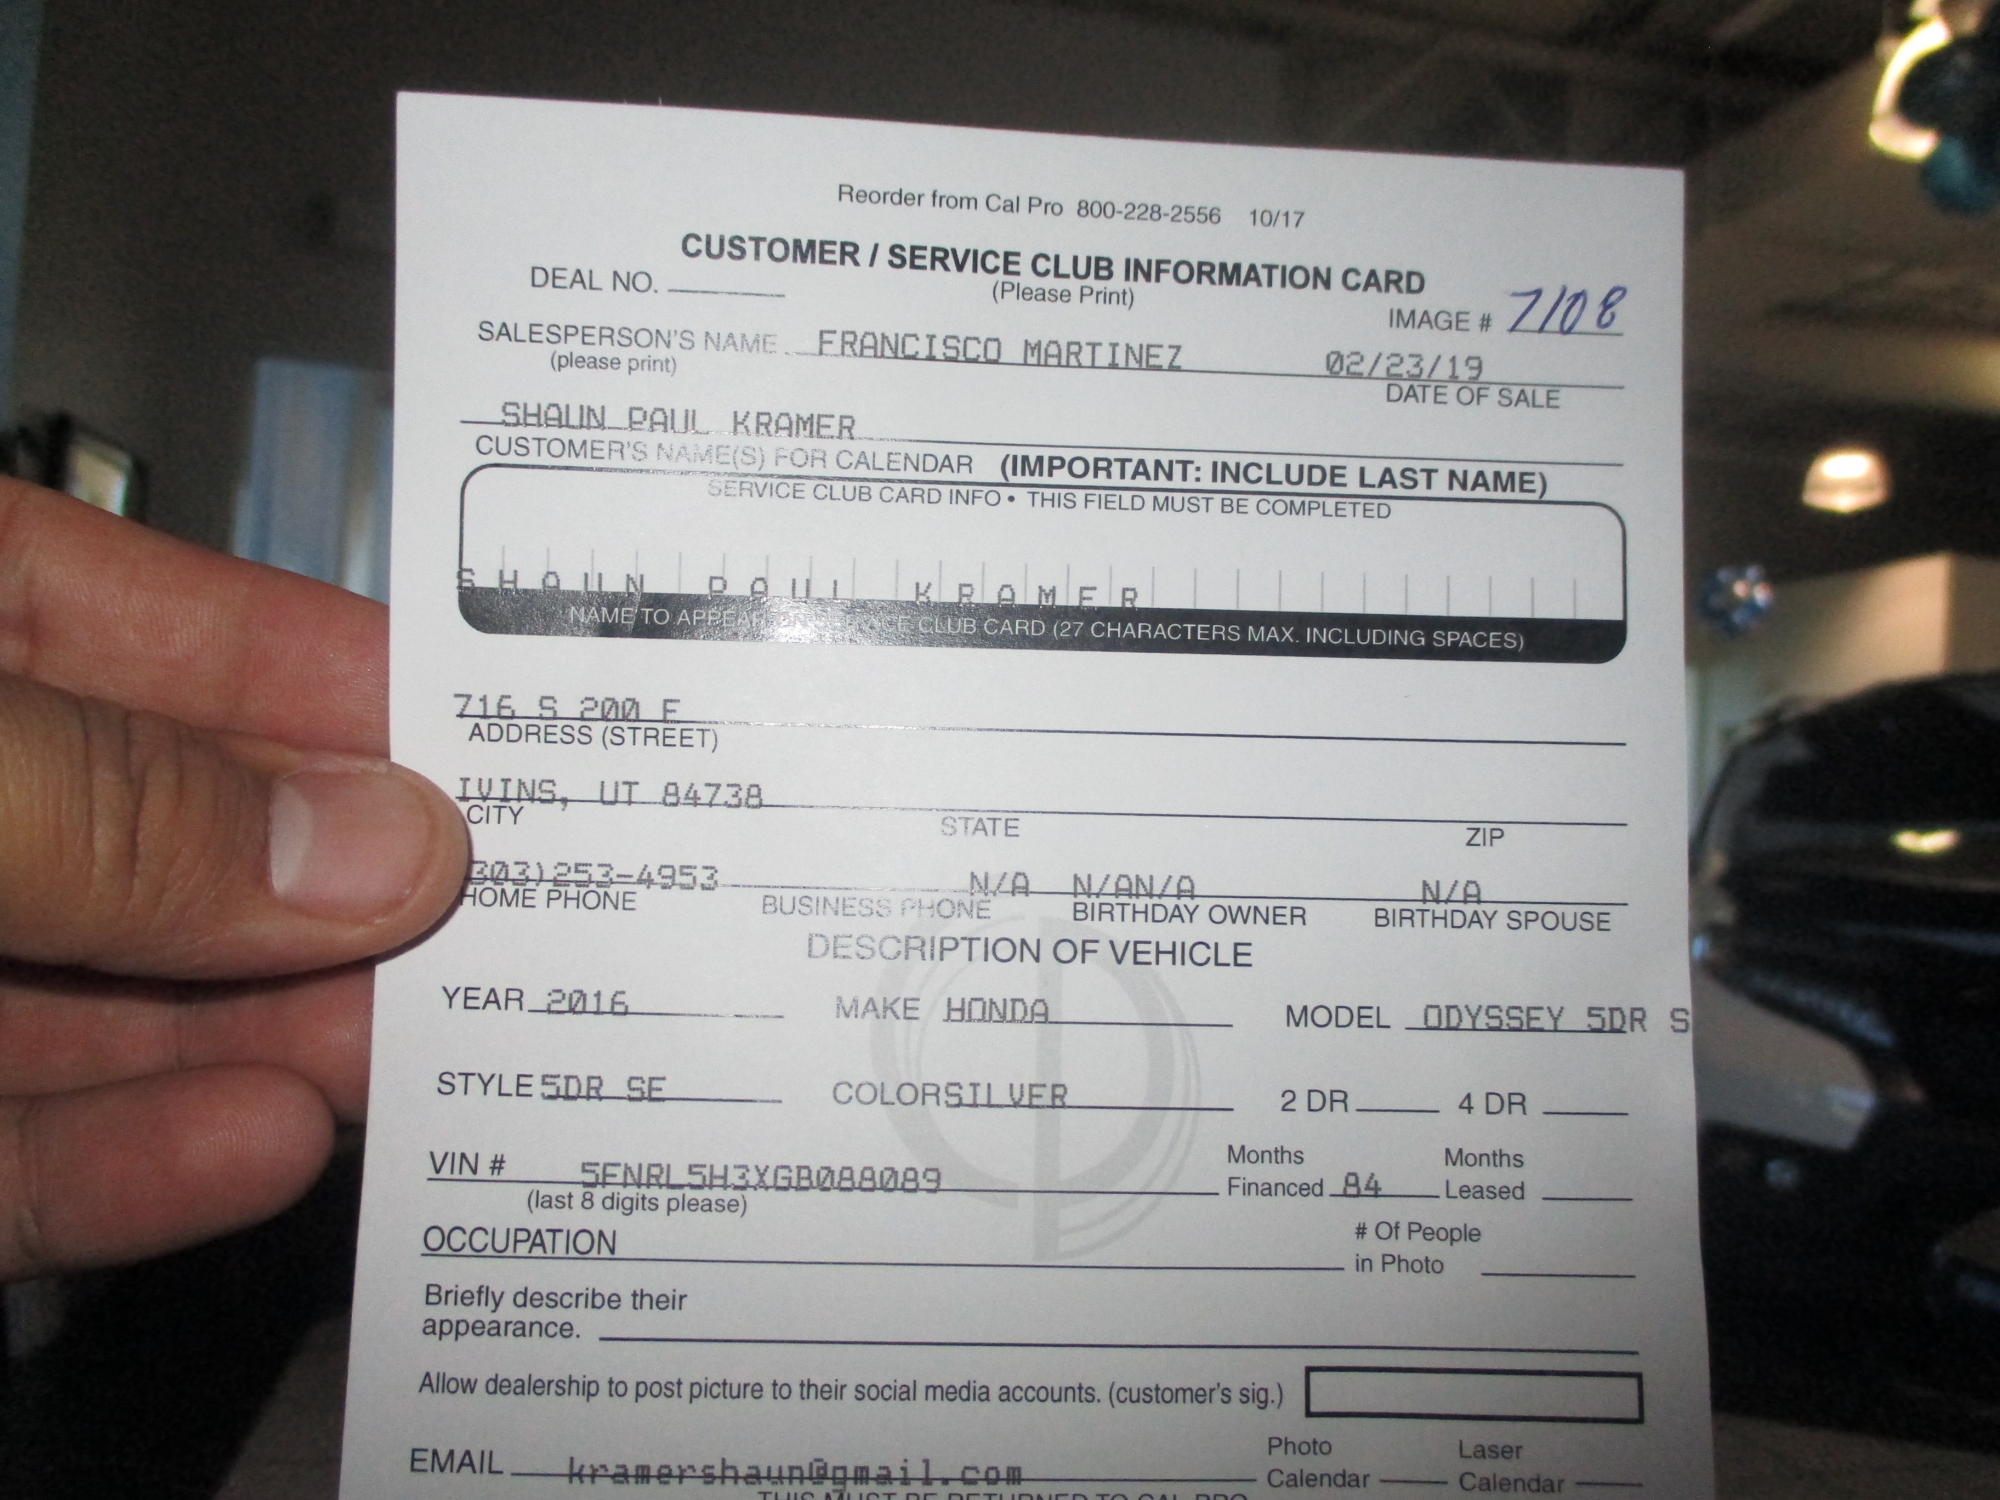 Reorder from Cal Pro 800-228-2556 10/17
CUSTOMER / SERVICE CLUB INFORMATION CARD
DEAL NO. (Please Print)
IMAGE # 7108
SALESPERSON'S NAME FRANCISCO MARTINEZ 02/23/19
(please print) DATE OF SALE
SHAUN PAUL KRAMER
CUSTOMER'S NAME(S) FOR CALENDAR (IMPORTANT: INCLUDE LAST NAME)
SERVICE CLUB CARD INFO • THIS FIELD MUST BE COMPLETED
SHAUN PAUL KRAMER
NAME TO APPEAR ON SERVICE CLUB CARD (27 CHARACTERS MAX. INCLUDING SPACES)
716 S 200 E
ADDRESS (STREET)
IVINS, UT 84738
CITY STATE ZIP
(303)253-4953 N/A N/AN/A N/A
HOME PHONE BUSINESS PHONE BIRTHDAY OWNER BIRTHDAY SPOUSE
DESCRIPTION OF VEHICLE
YEAR 2016 MAKE HONDA MODEL ODYSSEY 5DR S
STYLE 5DR SE COLOR SILVER 2 DR 4 DR
VIN # 5FNRL5H3XGB088089 Months Financed 84 Months Leased
(last 8 digits please)
OCCUPATION # Of People in Photo
Briefly describe their
appearance.
Allow dealership to post picture to their social media accounts. (customer's sig.)
EMAIL kramershaun@gmail.com Photo Calendar Laser Calendar
THIS MUST BE RETURNED TO CAL PRO